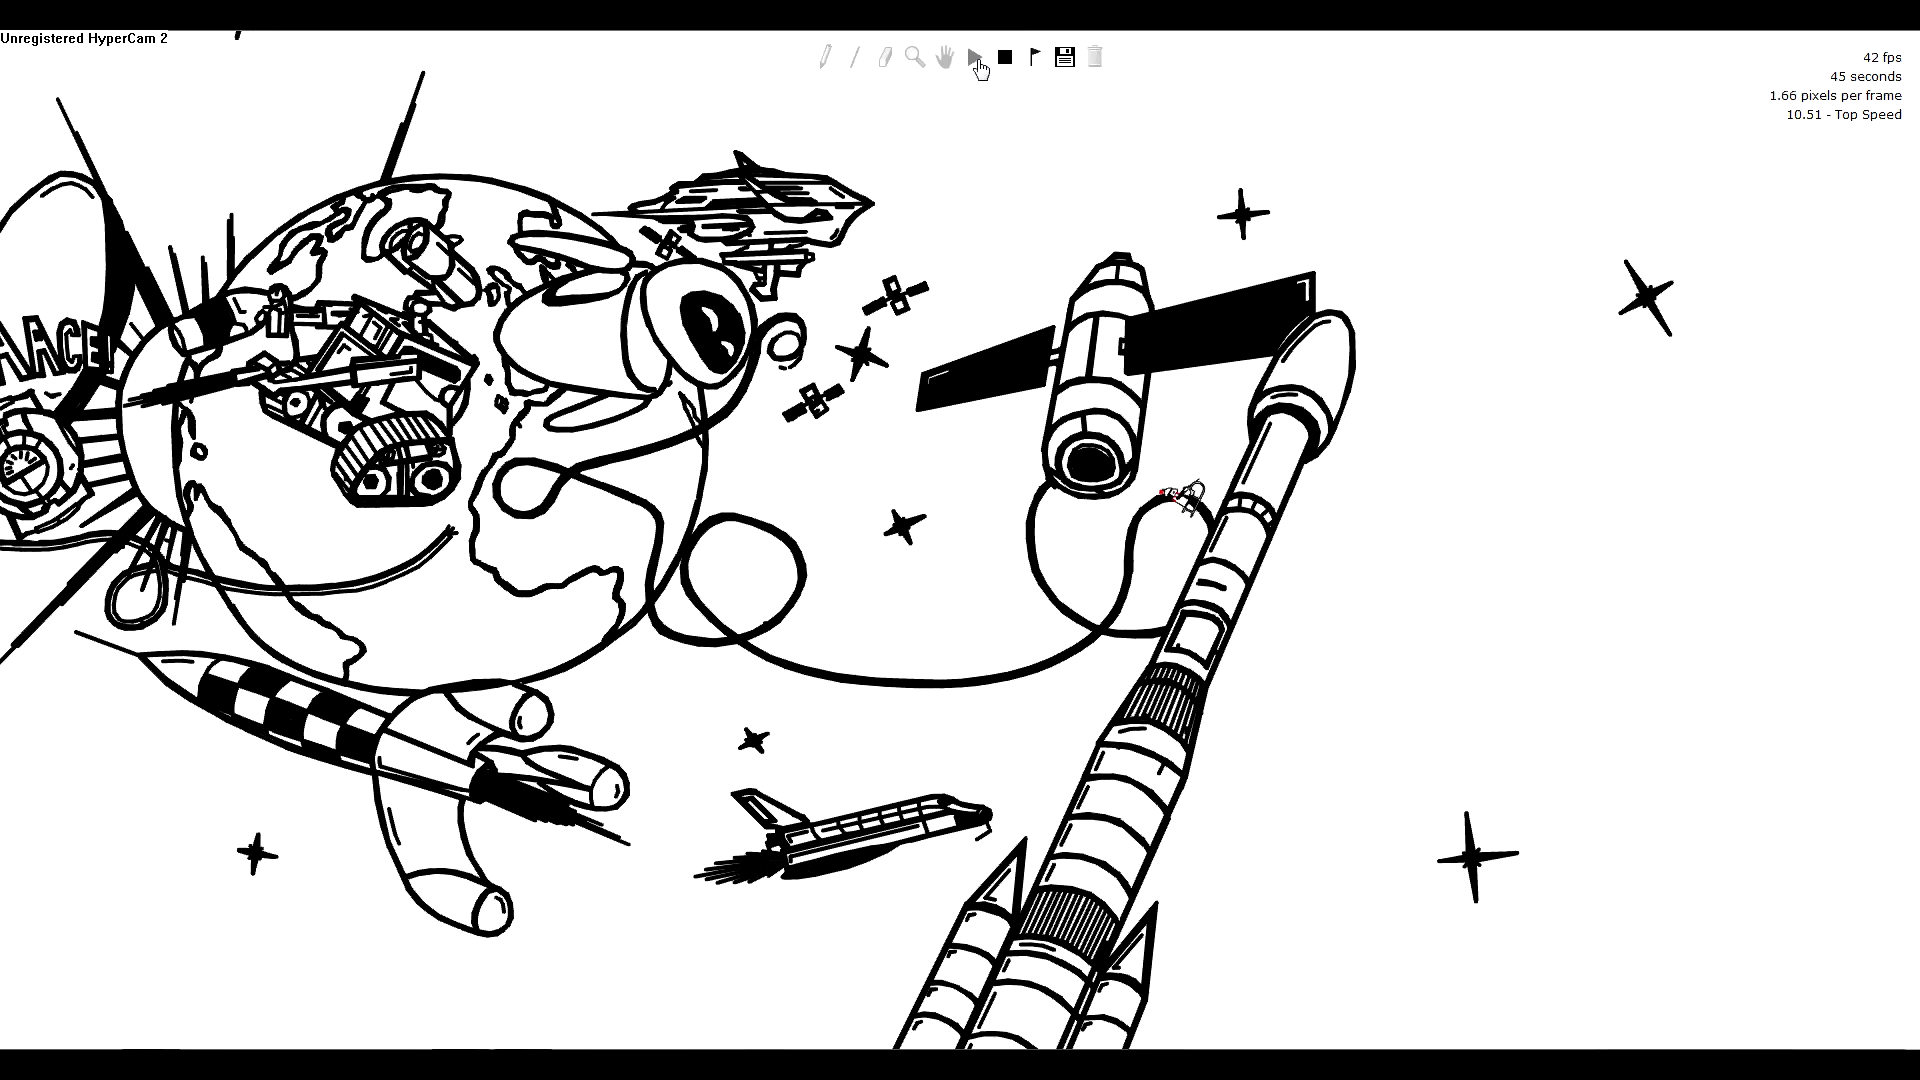 Unregistered HyperCam 2
42 fps
45 seconds
1.66 pixels per frame
10.51 - Top Speed